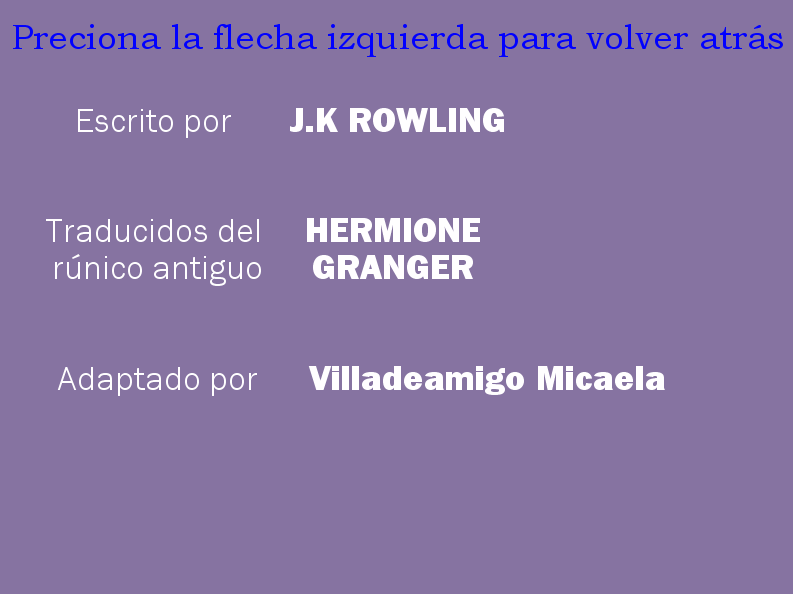 Preciona la flecha izquierda para volver atrás
Escrito por J.K ROWLING
Traducidos del HERMIONE
rúnico antiguo GRANGER
Adaptado por Villadeamigo Micaela